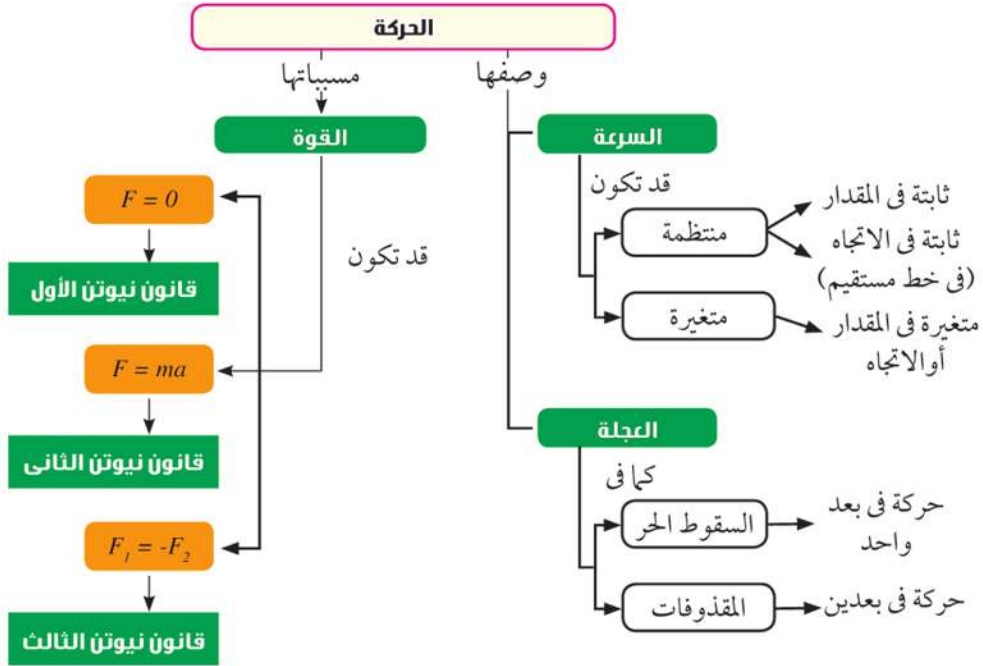 الحركة
وصفها
السرعة
قد تكون
منتظمة
ثابتة فى المقدار
ثابتة فى الاتجاه
(فى خط مستقيم)
متغيرة
متغيرة فى المقدار
أو الاتجاه
العجلة
كما فى
السقوط الحر
حركة فى بعد
واحد
المقذوفات
حركة فى بعدين
مسبباتها
القوة
قد تكون
F = 0
قانون نيوتن الأول
F = ma
قانون نيوتن الثانى
F₁ = -F₂
قانون نيوتن الثالث